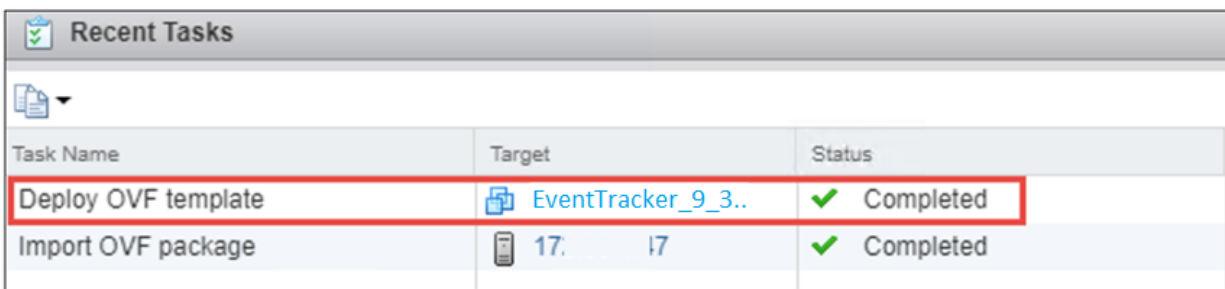 Recent Tasks
Task Name Target Status
Deploy OVF template EventTracker_9_3.. Completed
Import OVF package Completed